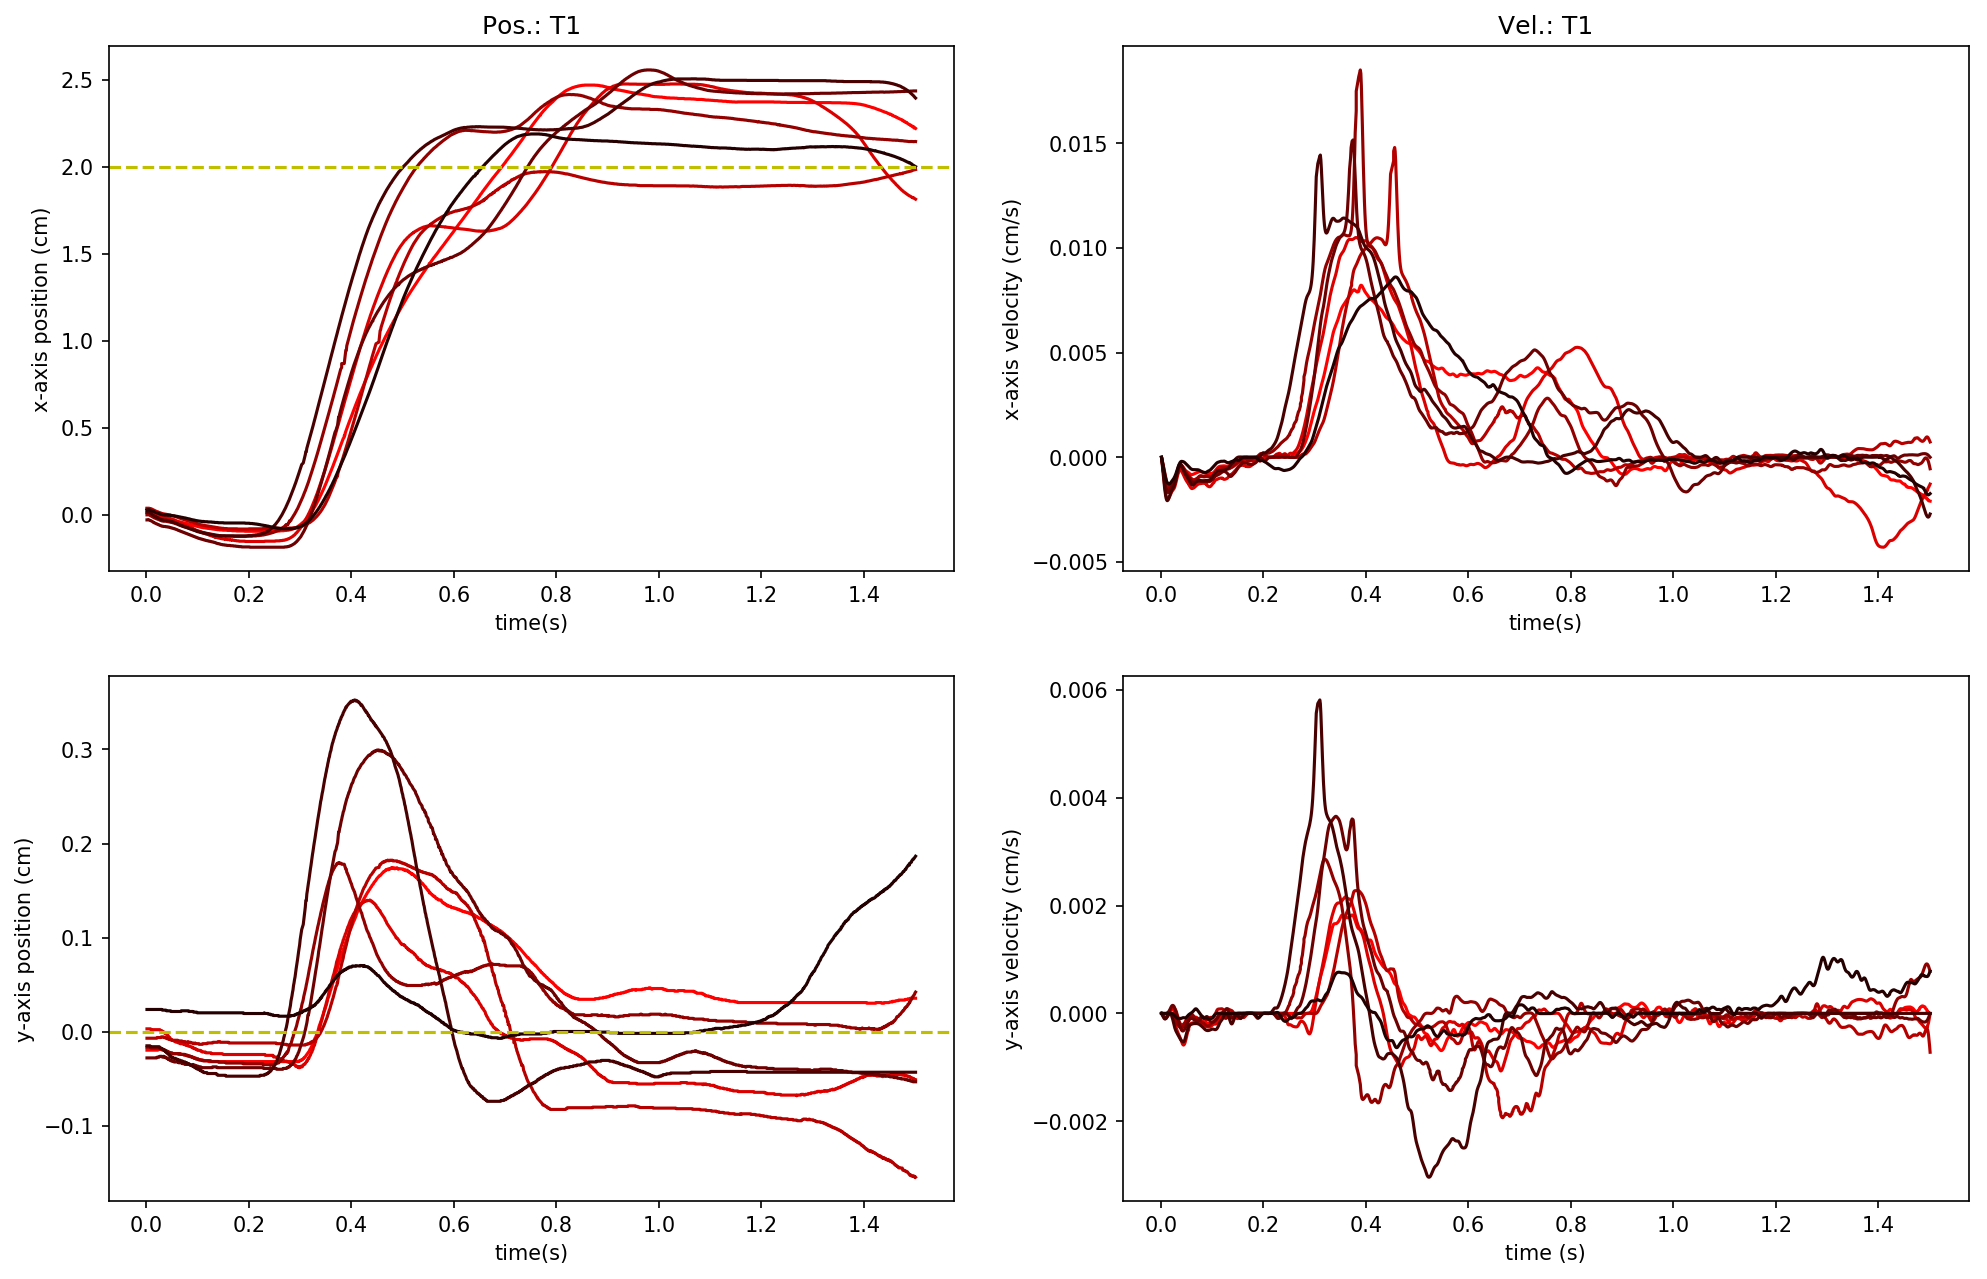 Pos.: T1
x-axis position (cm)
2.5
2.0
1.5
1.0
0.5
0.0
0.0 0.2 0.4 0.6 0.8 1.0 1.2 1.4
time(s)
Vel.: T1
x-axis velocity (cm/s)
0.015
0.010
0.005
0.000
−0.005
0.0 0.2 0.4 0.6 0.8 1.0 1.2 1.4
time(s)
y-axis position (cm)
0.3
0.2
0.1
0.0
−0.1
0.0 0.2 0.4 0.6 0.8 1.0 1.2 1.4
time(s)
y-axis velocity (cm/s)
0.006
0.004
0.002
0.000
−0.002
0.0 0.2 0.4 0.6 0.8 1.0 1.2 1.4
time (s)